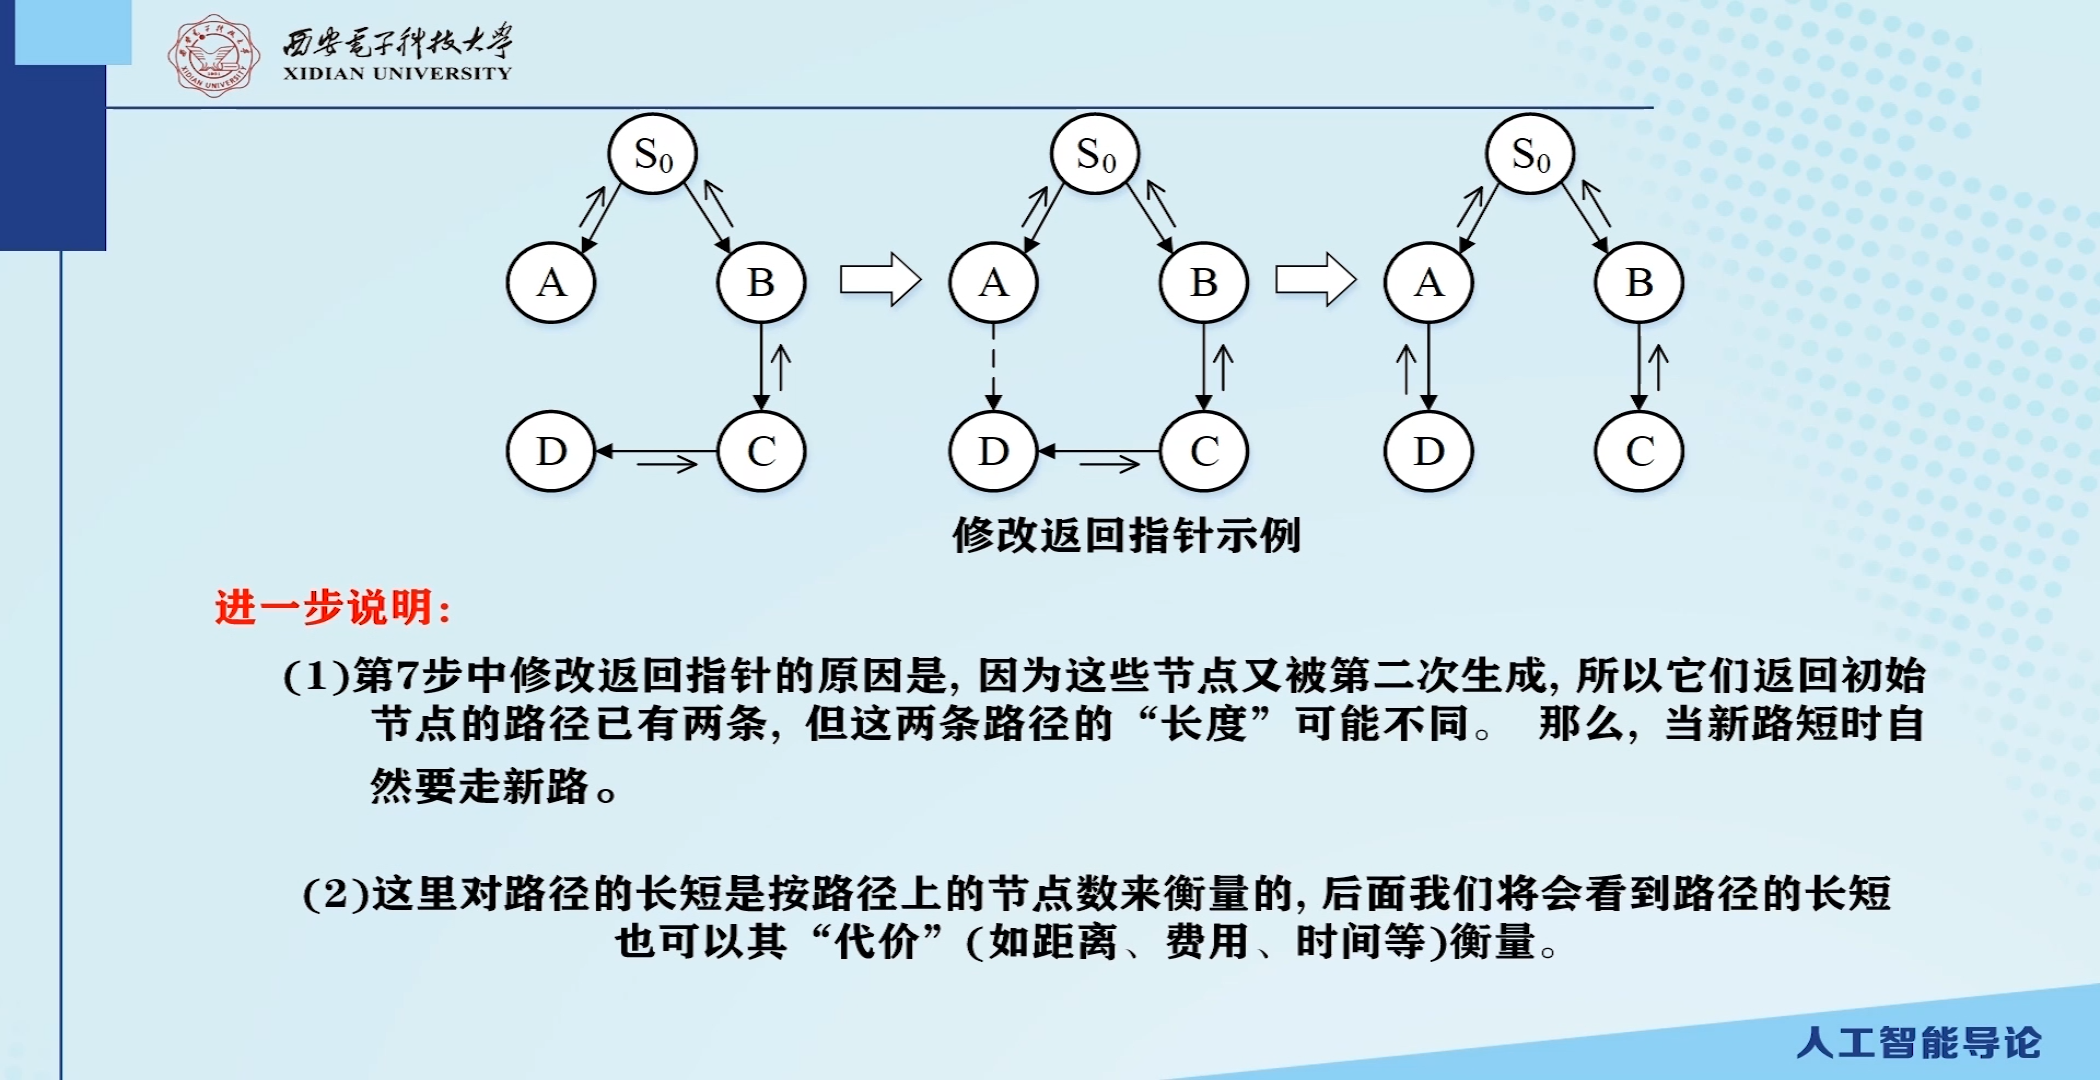 西安电子科技大学
XIDIAN UNIVERSITY
S0 S0 S0
A B A B A B
D C D C D C
修改返回指针示例
进一步说明:
(1)第7步中修改返回指针的原因是, 因为这些节点又被第二次生成, 所以它们返回初始
节点的路径已有两条, 但这两条路径的“长度”可能不同。 那么, 当新路短时自
然要走新路。
(2)这里对路径的长短是按路径上的节点数来衡量的, 后面我们将会看到路径的长短
也可以其“代价”(如距离、费用、时间等)衡量。
人工智能导论